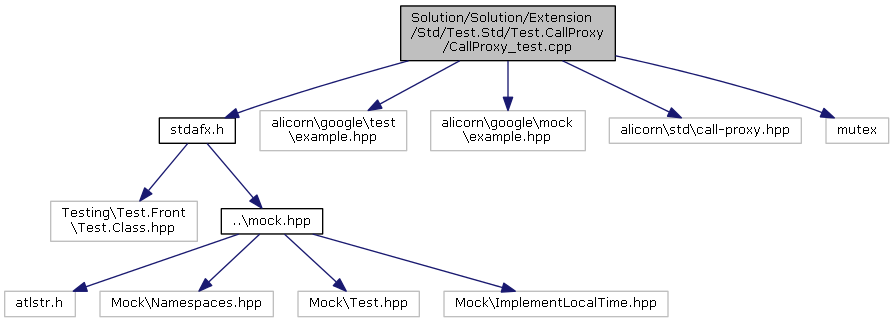 Solution/Solution/Extension
/Std/Test.Std/Test.CallProxy
/CallProxy_test.cpp
stdafx.h
alicorn\google\test
\example.hpp
alicorn\google\mock
\example.hpp
alicorn\std\call-proxy.hpp
mutex
Testing\Test.Front
\Test.Class.hpp
..\mock.hpp
atlstr.h
Mock\Namespaces.hpp
Mock\Test.hpp
Mock\ImplementLocalTime.hpp